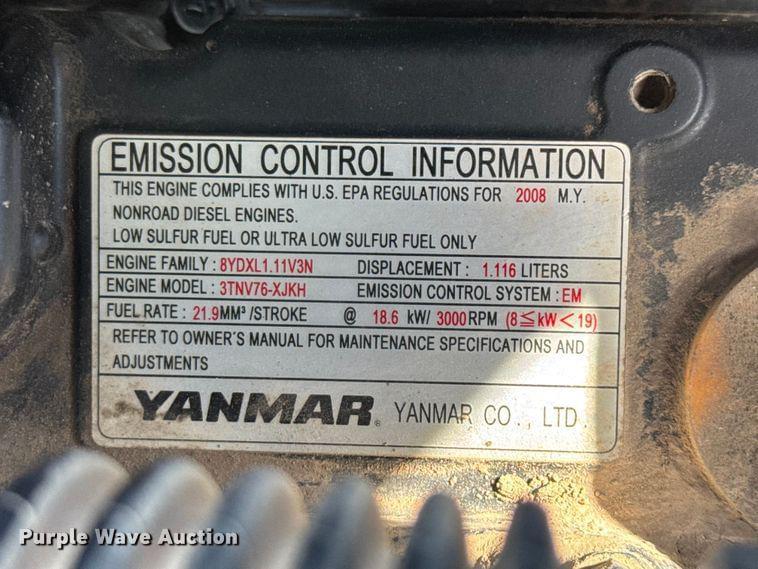 EMISSION CONTROL INFORMATION
THIS ENGINE COMPLIES WITH U.S. EPA REGULATIONS FOR 2008 M.Y.
NONROAD DIESEL ENGINES.
LOW SULFUR FUEL OR ULTRA LOW SULFUR FUEL ONLY
ENGINE FAMILY : 8YDXL1.11V3N DISPLACEMENT : 1.116 LITERS
ENGINE MODEL : 3TNV76-XJKH EMISSION CONTROL SYSTEM : EM
FUEL RATE : 21.9MM³ /STROKE @ 18.6 kW/ 3000RPM (8≦kW<19)
REFER TO OWNER'S MANUAL FOR MAINTENANCE SPECIFICATIONS AND
ADJUSTMENTS
YANMAR® YANMAR CO., LTD.
Purple Wave Auction